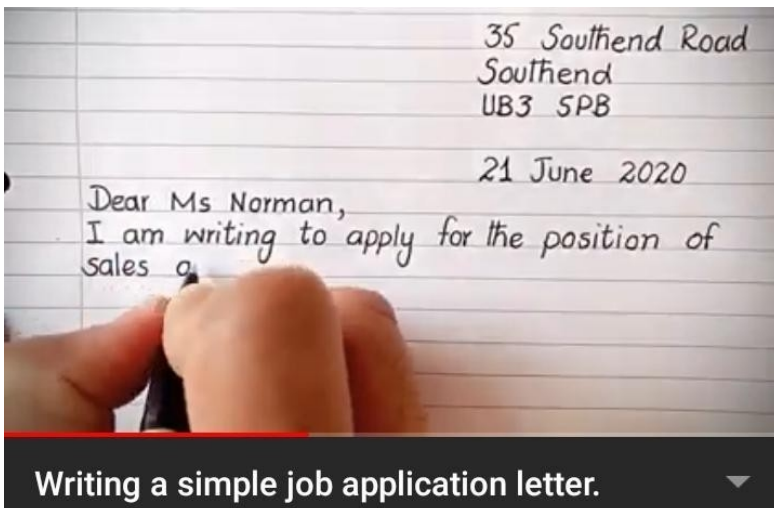 35 Southend Road
Southend
UB3 5PB
21 June 2020
Dear Ms Norman,
I am writing to apply for the position of
sales a
Writing a simple job application letter.